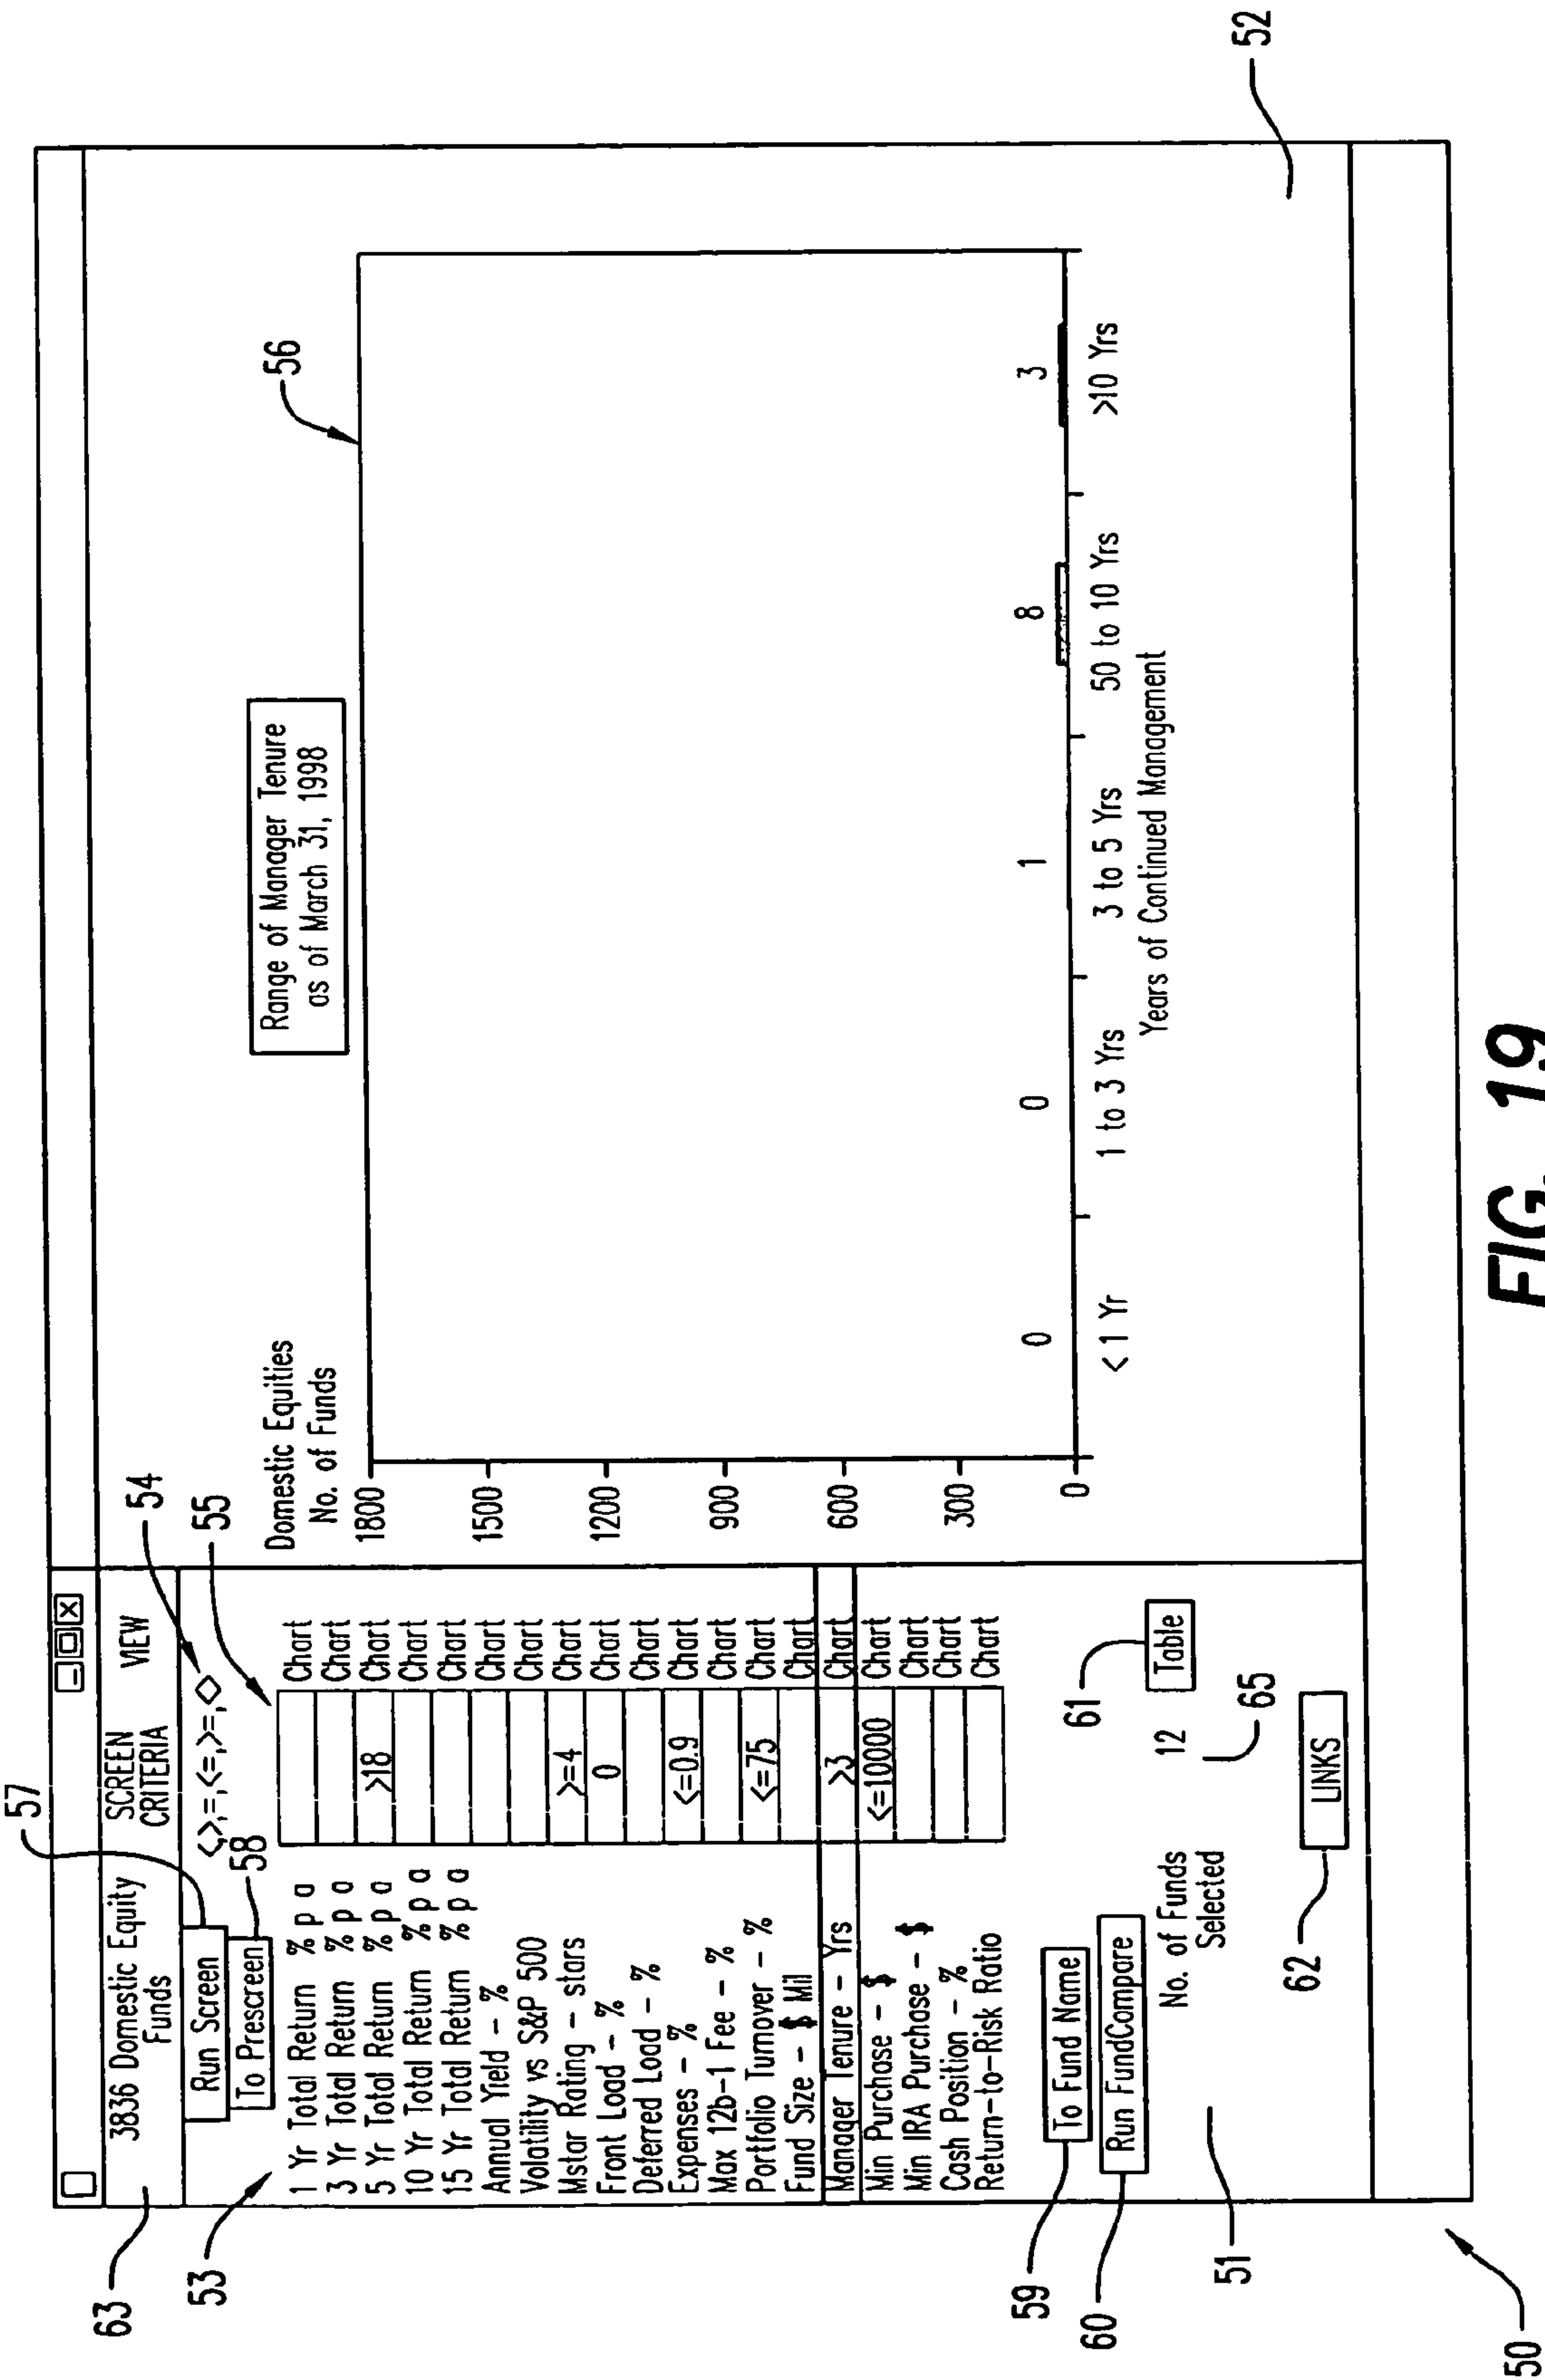 63
57
3836 Domestic Equity Funds
SCREEN CRITERIA
VIEW
Run Screen
To Prescreen
58
<,>,=,<=,>=,<>
54
53
55
1 Yr Total Return % p a Chart
3 Yr Total Return % p a Chart
5 Yr Total Return % p a >18 Chart
10 Yr Total Return % p a Chart
15 Yr Total Return % p a Chart
Annual Yield – % Chart
Volatility vs S&P 500 Chart
Mstar Rating – stars >=4 Chart
Front Load – % 0 Chart
Deferred Load – % Chart
Expenses – % <=0.9 Chart
Max 12b–1 Fee – % Chart
Portfolio Turnover – % <=75 Chart
Fund Size – $ Mil Chart
Manager Tenure – Yrs >3 Chart
Min Purchase – $ <=10000 Chart
Min IRA Purchase – $ Chart
Cash Position – % Chart
Return–to–Risk Ratio Chart
59
To Fund Name
60
Run FundCompare
61
Table
No. of Funds
Selected
12
65
51
62
LINKS
Range of Manager Tenure
as of March 31, 1998
56
Domestic Equities
No. of Funds
1800
1500
1200
900
600
300
0
0
0
1
8
3
< 1 Yr
1 to 3 Yrs
3 to 5 Yrs
50 to 10 Yrs
>10 Yrs
Years of Continued Management
52
50
FIG. 19